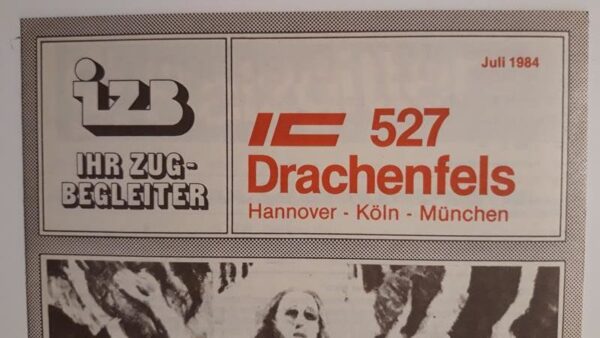 Juli 1984
izb
IHR ZUG-
BEGLEITER
IC 527
Drachenfels
Hannover - Köln - München